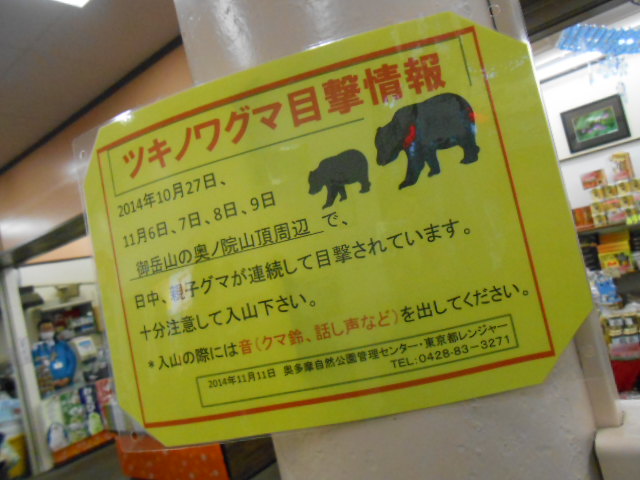 ツキノワグマ目撃情報
2014年10月27日、
11月6日、7日、8日、9日
御岳山の奥ノ院山頂周辺 で、
日中、親子グマが連続して目撃されています。
十分注意して入山下さい。
*入山の際には音(クマ鈴、話し声など)を出してください。
2014年11月11日 奥多摩自然公園管理センター・東京都レンジャー
TEL:0428-83-3271